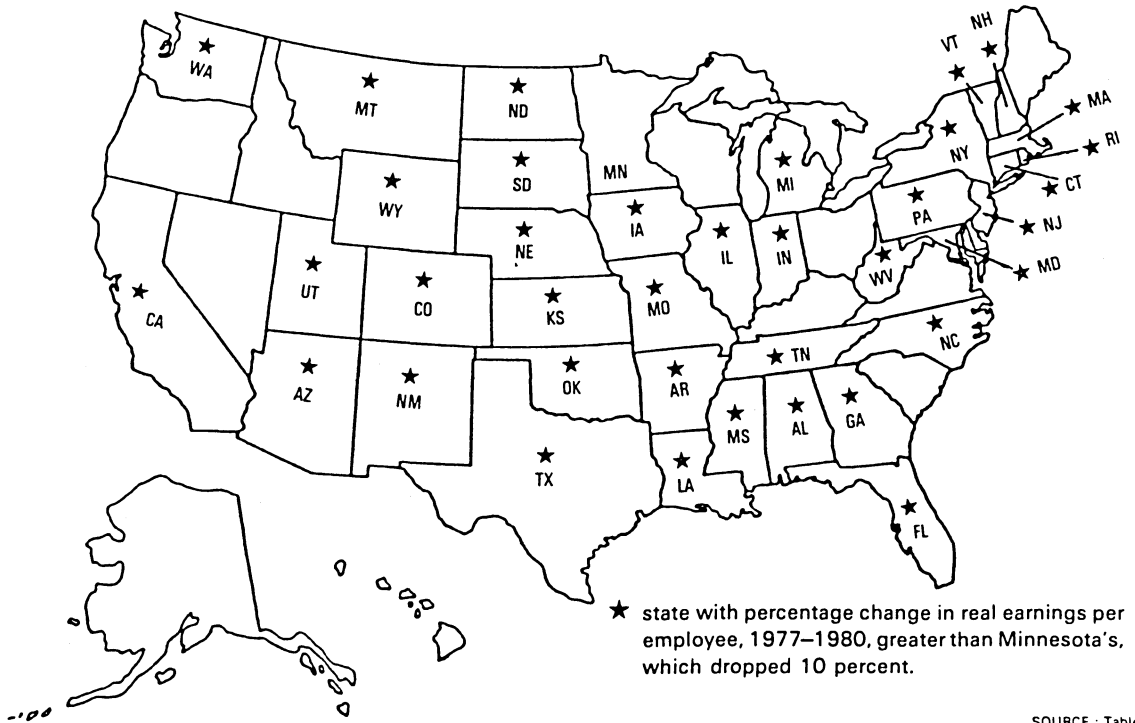 NH
VT
★ WA
★ MT
★ ND
★ MA
★ NY
★ RI
MN
★ SD
★ MI
★ CT
★ WY
★ PA
★ IA
★ NJ
★ NE
★ IL
★ IN
★ WV
★ MD
★ UT
★ CO
★ MO
★ CA
★ KS
★ NC
★ TN
★ AZ
★ NM
★ OK
★ AR
★ MS
★ AL
★ GA
★ TX
★ LA
★ FL
★ state with percentage change in real earnings per
employee, 1977–1980, greater than Minnesota's,
which dropped 10 percent.
SOURCE : Table